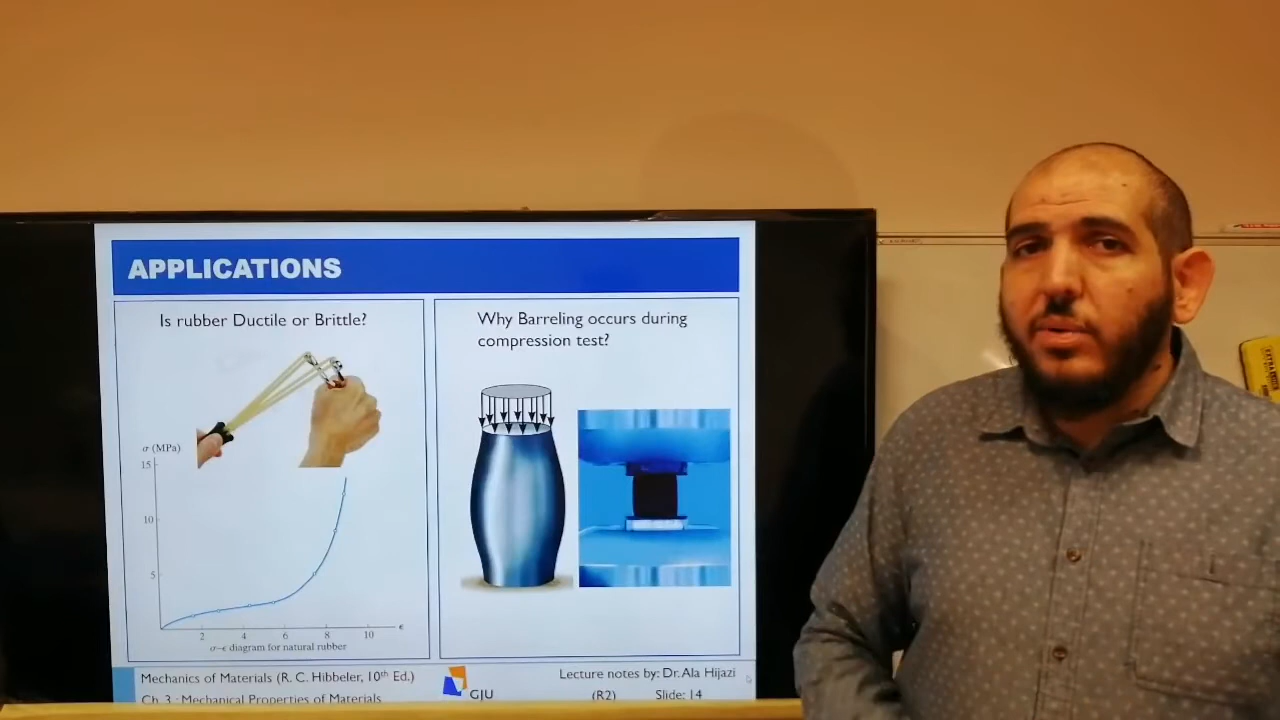 APPLICATIONS
Is rubber Ductile or Brittle?
σ (MPa)
15
10
5
2 4 6 8 10 ϵ
σ–ϵ diagram for natural rubber
Why Barreling occurs during
compression test?
Mechanics of Materials (R. C. Hibbeler, 10th Ed.)
Ch. 3 - Mechanical Properties of Materials
GJU
Lecture notes by: Dr. Ala Hijazi
(R2) Slide: 14